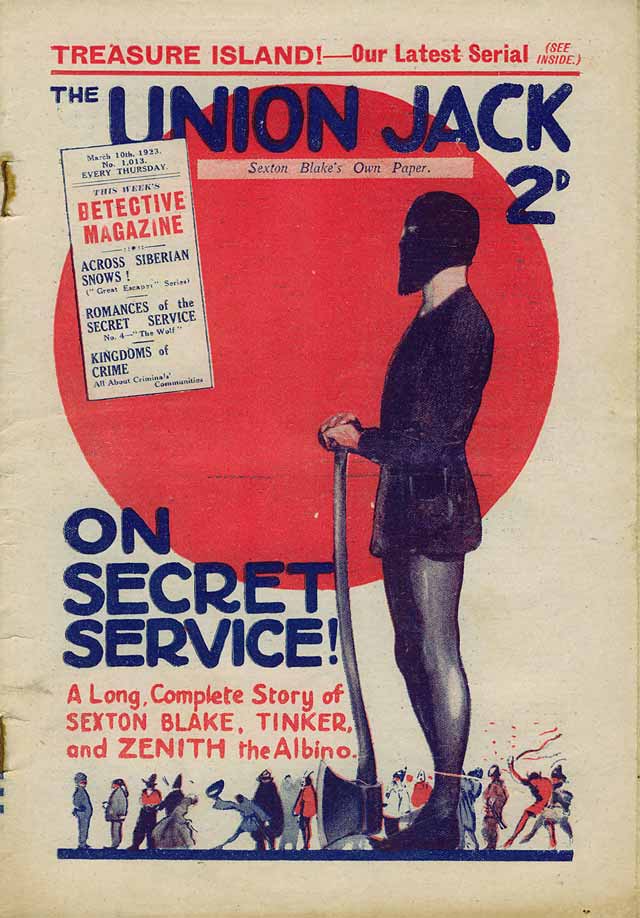 TREASURE ISLAND!—Our Latest Serial (SEE INSIDE.)
THE UNION JACK
Sexton Blake's Own Paper.
2D
March 10th, 1923.
No. 1,013.
EVERY THURSDAY.
THIS WEEK'S
DETECTIVE
MAGAZINE
ACROSS SIBERIAN
SNOWS!
("Great Escapes" Series)
ROMANCES of the
SECRET SERVICE
No. 4—"The Wolf"
KINGDOMS of
CRIME
All About Criminals'
Communities
ON
SECRET
SERVICE!
A Long, Complete Story of
SEXTON BLAKE, TINKER,
and ZENITH the Albino.